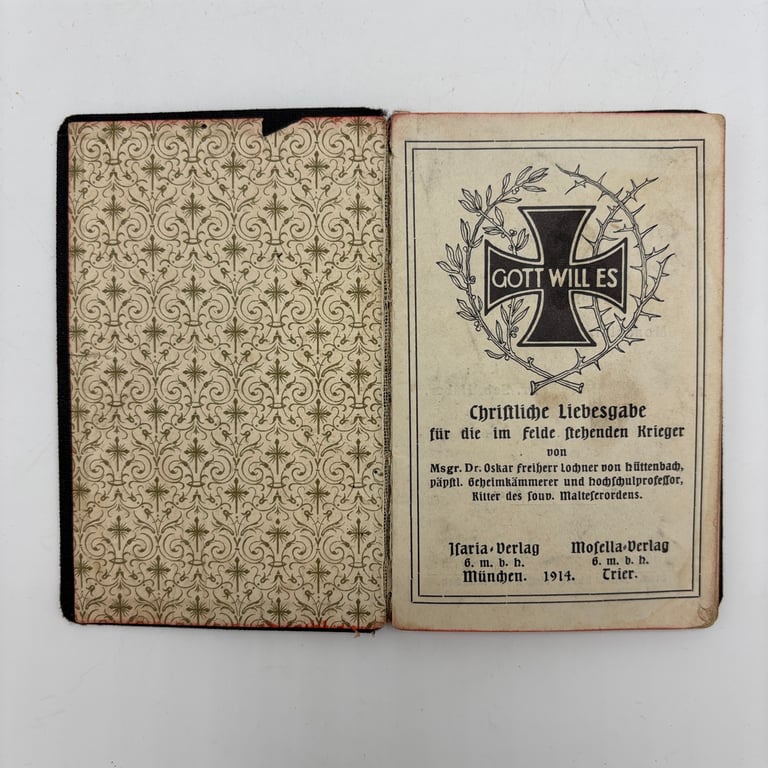 GOTT WILL ES
Chriſtliche Liebesgabe
für die im Felde ſtehenden Krieger
von
Msgr. Dr. Oskar Freiherr Lochner von Hüttenbach,
päpſtl. Geheimkämmerer und Hochſchulprofeſſor,
Ritter des ſouv. Malteſerordens.
Iſaria-Verlag Moſella-Verlag
G. m. b. h. G. m. b. h.
München. 1914. Trier.